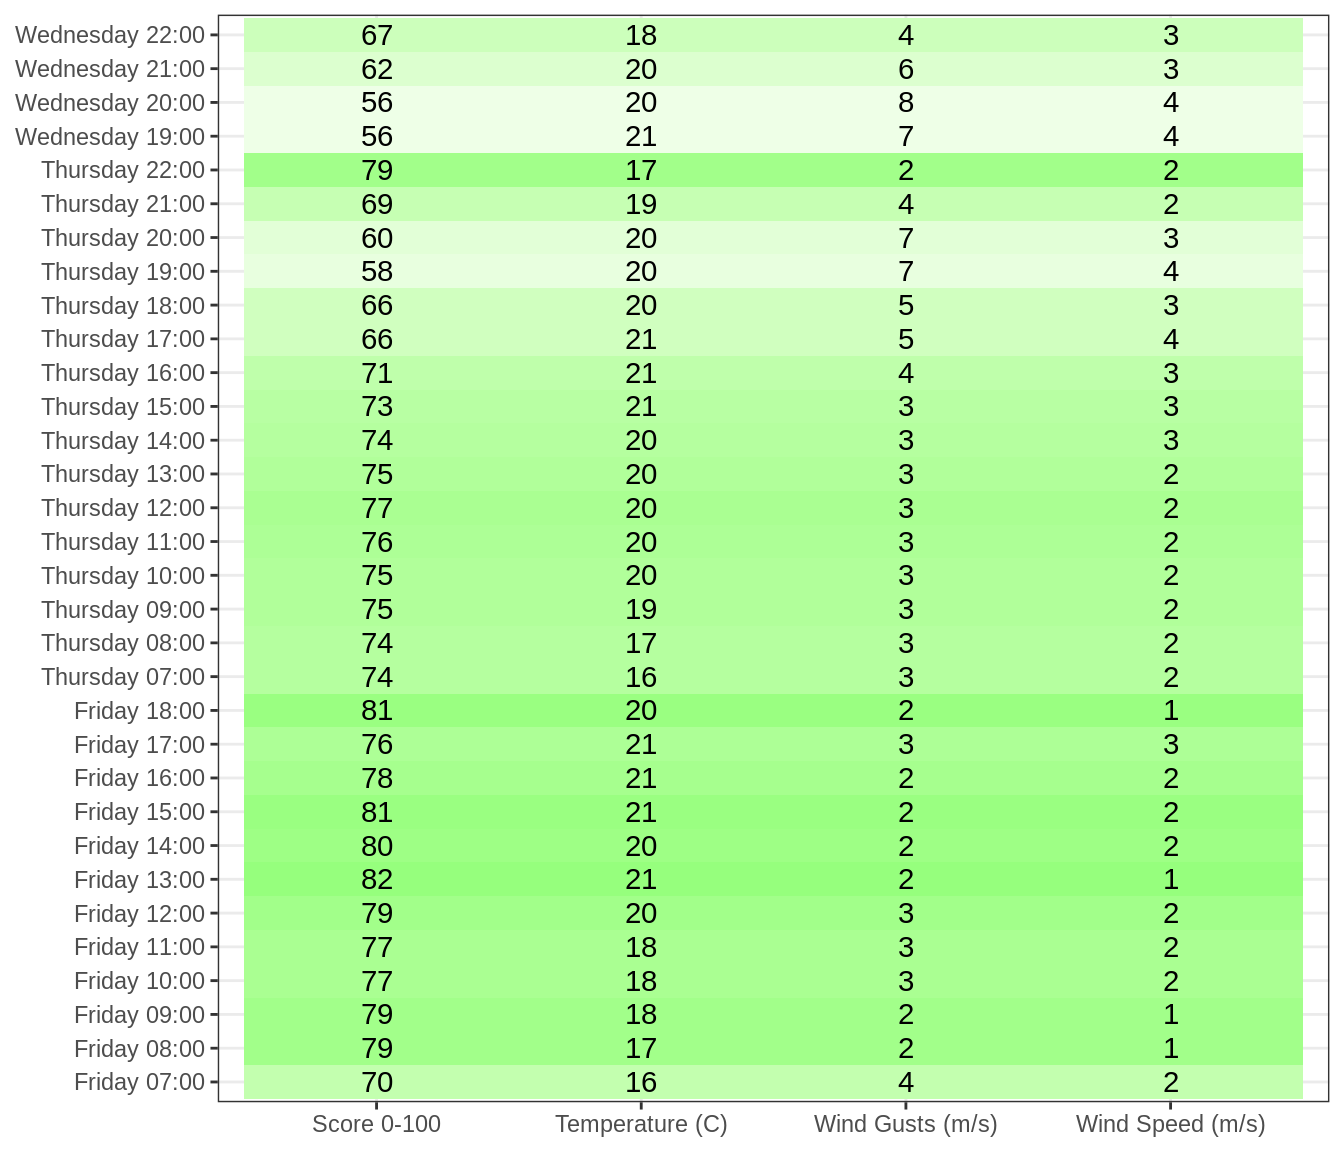 Wednesday 22:00 67 18 4 3
Wednesday 21:00 62 20 6 3
Wednesday 20:00 56 20 8 4
Wednesday 19:00 56 21 7 4
Thursday 22:00 79 17 2 2
Thursday 21:00 69 19 4 2
Thursday 20:00 60 20 7 3
Thursday 19:00 58 20 7 4
Thursday 18:00 66 20 5 3
Thursday 17:00 66 21 5 4
Thursday 16:00 71 21 4 3
Thursday 15:00 73 21 3 3
Thursday 14:00 74 20 3 3
Thursday 13:00 75 20 3 2
Thursday 12:00 77 20 3 2
Thursday 11:00 76 20 3 2
Thursday 10:00 75 20 3 2
Thursday 09:00 75 19 3 2
Thursday 08:00 74 17 3 2
Thursday 07:00 74 16 3 2
Friday 18:00 81 20 2 1
Friday 17:00 76 21 3 3
Friday 16:00 78 21 2 2
Friday 15:00 81 21 2 2
Friday 14:00 80 20 2 2
Friday 13:00 82 21 2 1
Friday 12:00 79 20 3 2
Friday 11:00 77 18 3 2
Friday 10:00 77 18 3 2
Friday 09:00 79 18 2 1
Friday 08:00 79 17 2 1
Friday 07:00 70 16 4 2
Score 0-100 Temperature (C) Wind Gusts (m/s) Wind Speed (m/s)